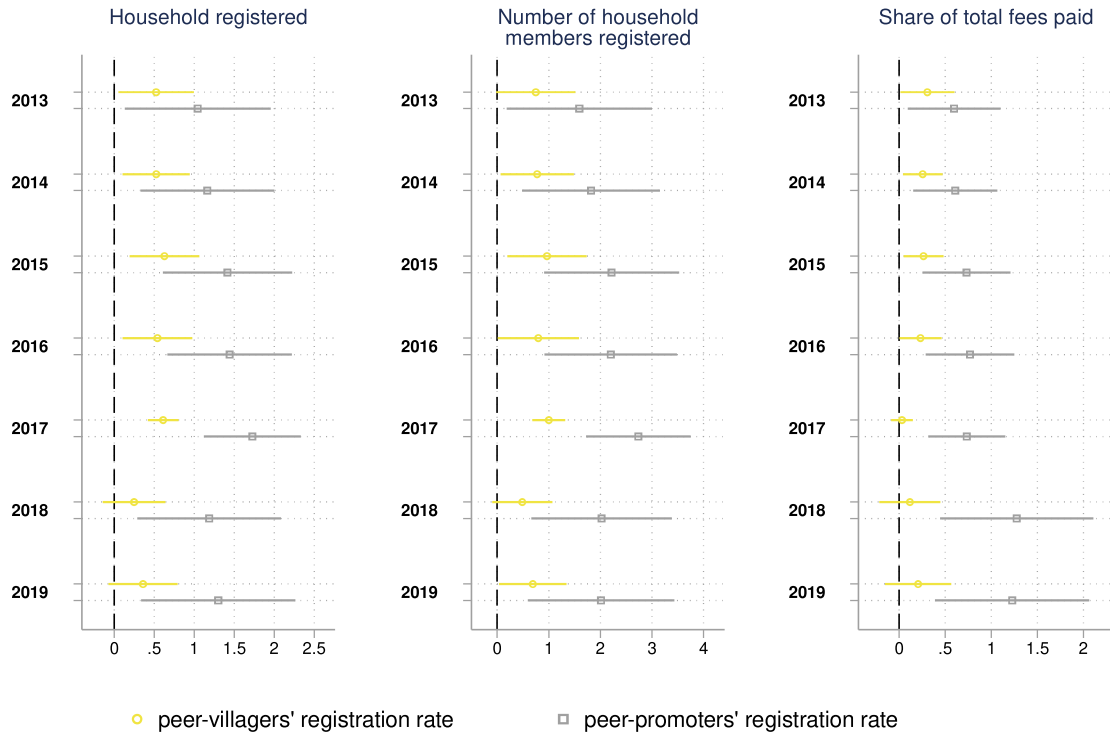 Household registered
2013
2014
2015
2016
2017
2018
2019
0 .5 1 1.5 2 2.5
Number of household
members registered
2013
2014
2015
2016
2017
2018
2019
0 1 2 3 4
Share of total fees paid
2013
2014
2015
2016
2017
2018
2019
0 .5 1 1.5 2
peer-villagers' registration rate
peer-promoters' registration rate